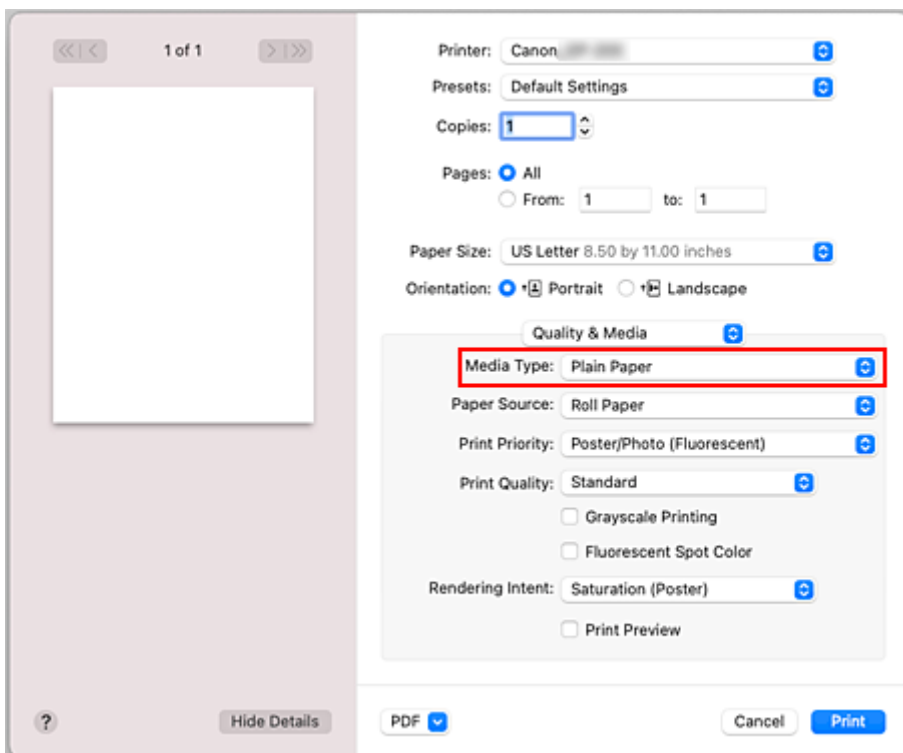 1 of 1
Printer: Canon
Presets: Default Settings
Copies: 1
Pages: All
From: 1 to: 1
Paper Size: US Letter 8.50 by 11.00 inches
Orientation: Portrait Landscape
Quality & Media
Media Type: Plain Paper
Paper Source: Roll Paper
Print Priority: Poster/Photo (Fluorescent)
Print Quality: Standard
Grayscale Printing
Fluorescent Spot Color
Rendering Intent: Saturation (Poster)
Print Preview
? Hide Details PDF Cancel Print